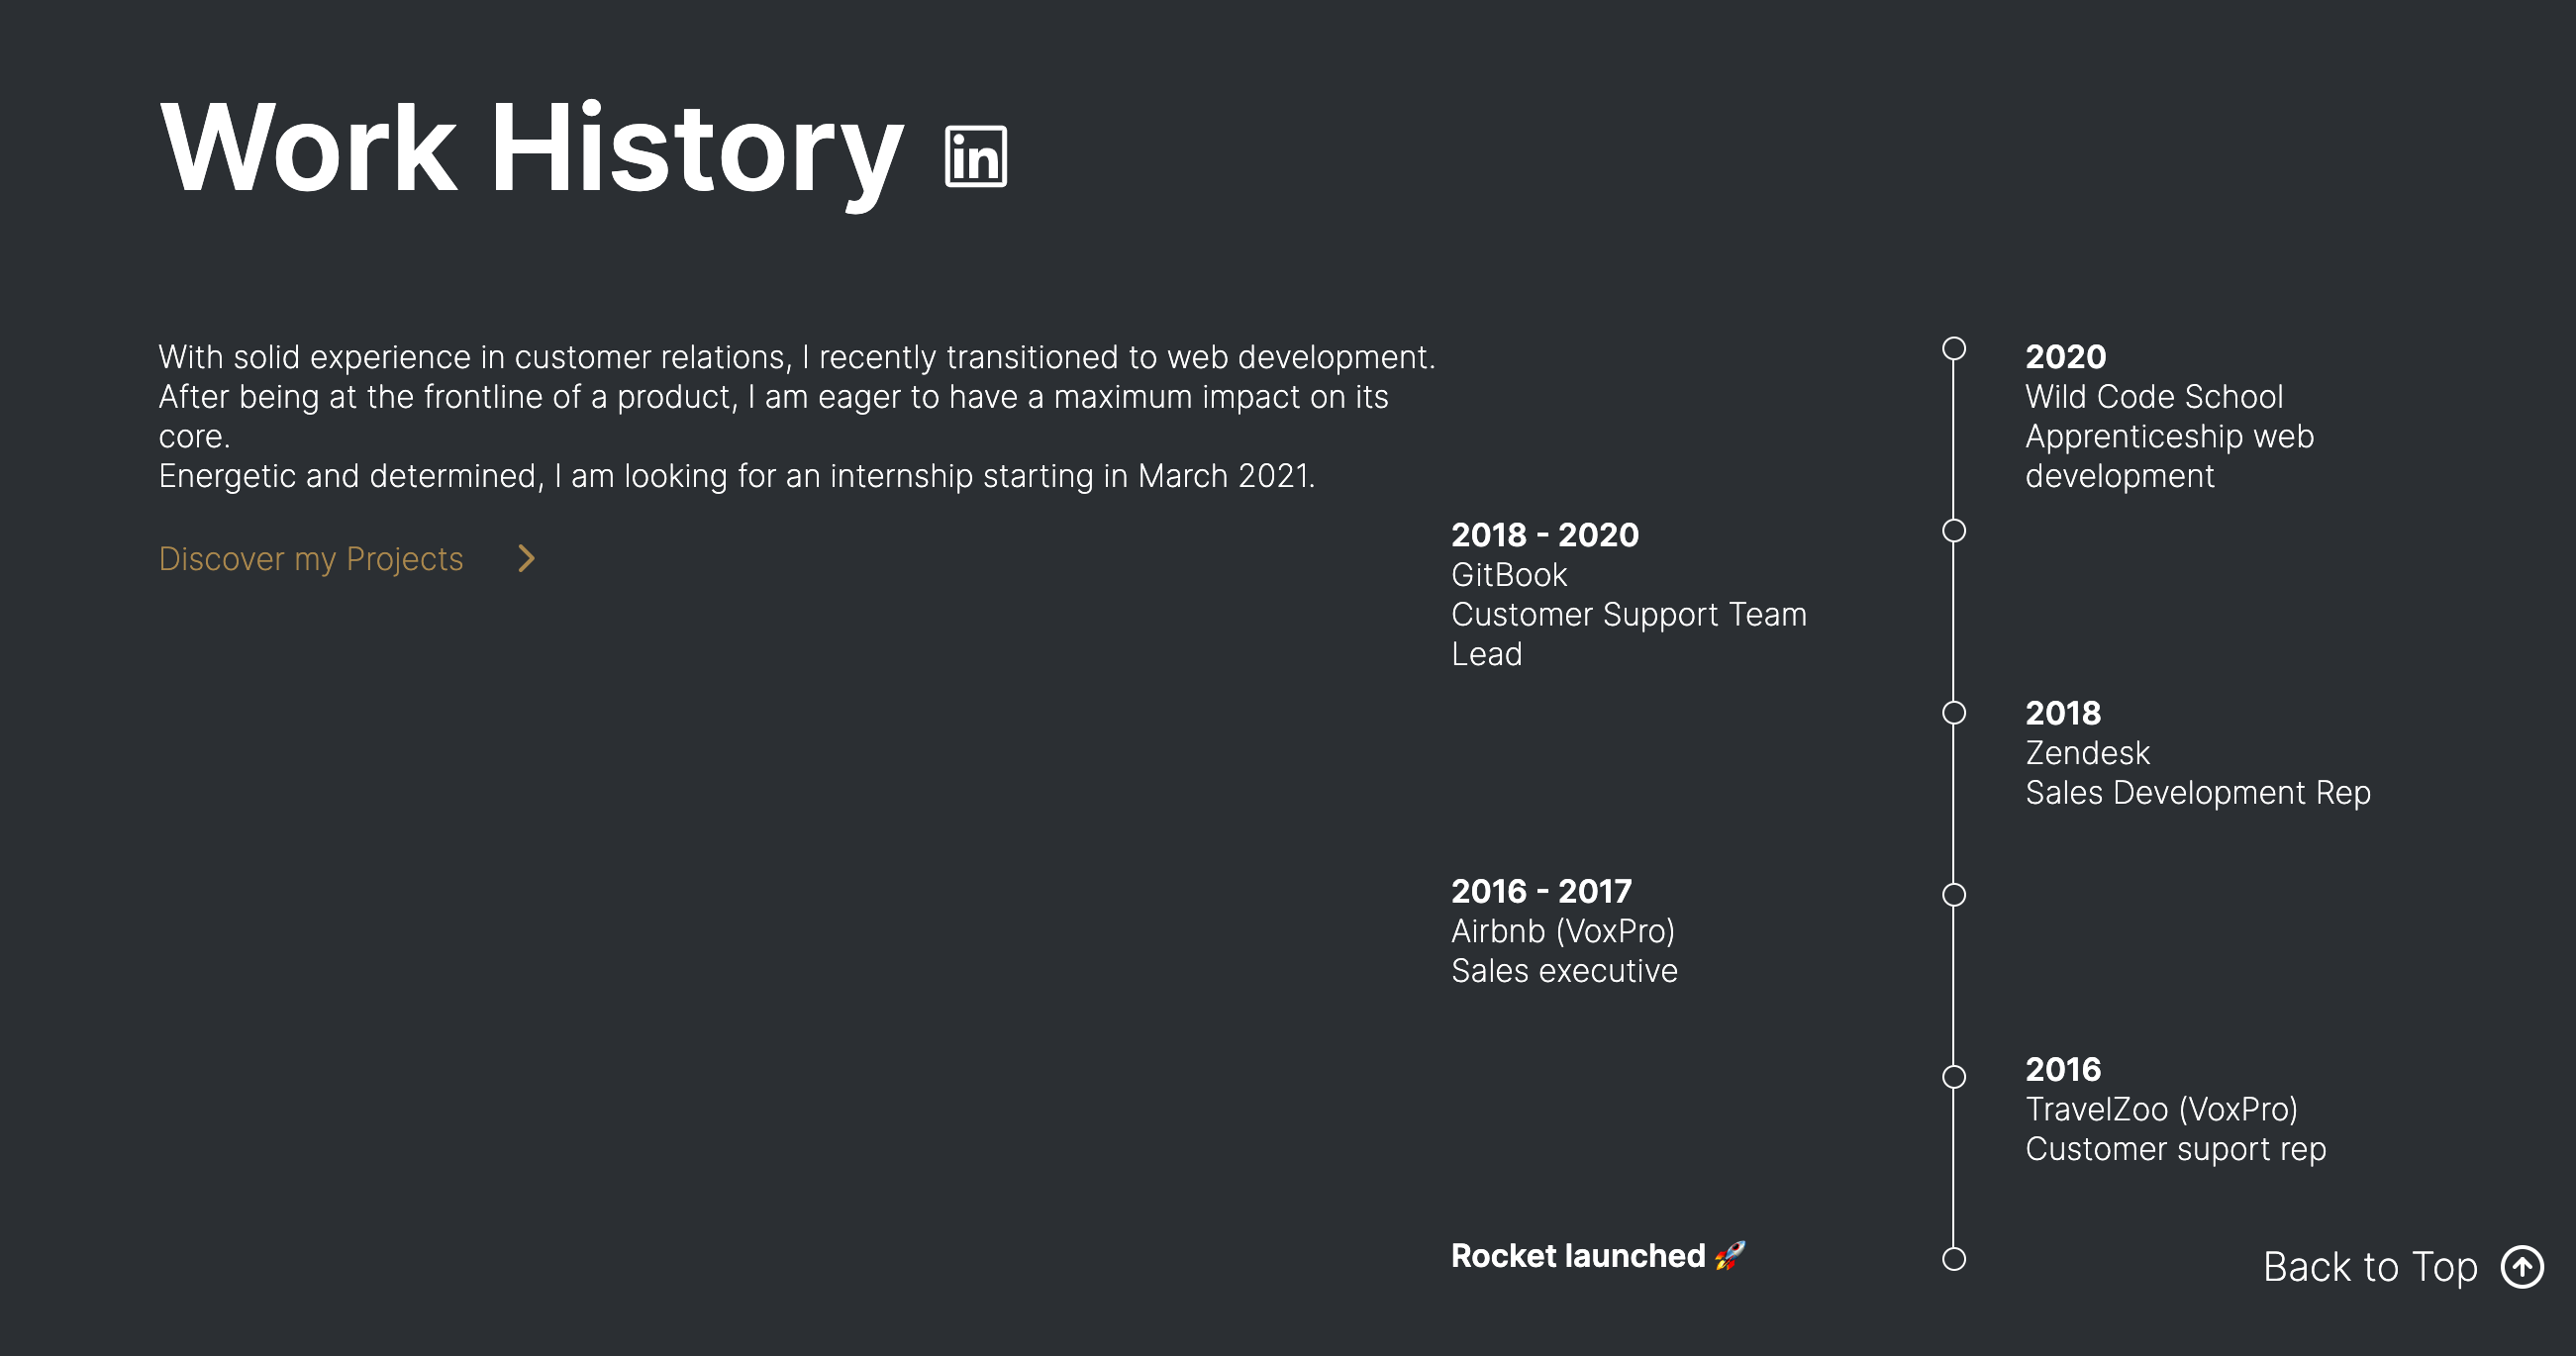 Work History
in
With solid experience in customer relations, I recently transitioned to web development.
After being at the frontline of a product, I am eager to have a maximum impact on its
core.
Energetic and determined, I am looking for an internship starting in March 2021.
Discover my Projects
2020
Wild Code School
Apprenticeship web
development
2018 - 2020
GitBook
Customer Support Team
Lead
2018
Zendesk
Sales Development Rep
2016 - 2017
Airbnb (VoxPro)
Sales executive
2016
TravelZoo (VoxPro)
Customer suport rep
Rocket launched 🚀
Back to Top